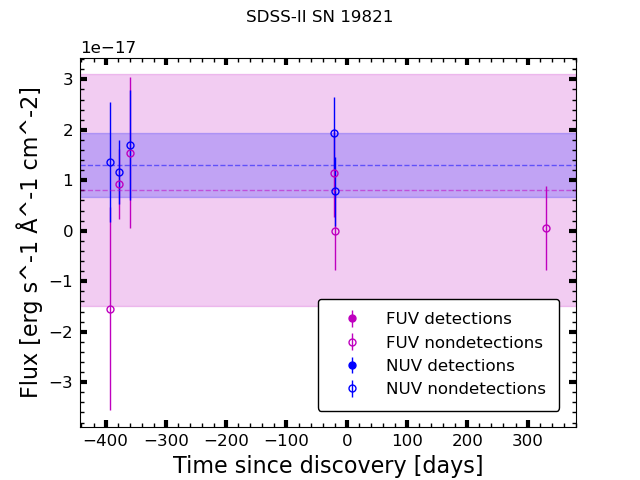 SDSS-II SN 19821
1e−17
3
2
1
0
−1
−2
−3
Flux [erg s^-1 Å^-1 cm^-2]
FUV detections
FUV nondetections
NUV detections
NUV nondetections
−400 −300 −200 −100 0 100 200 300
Time since discovery [days]